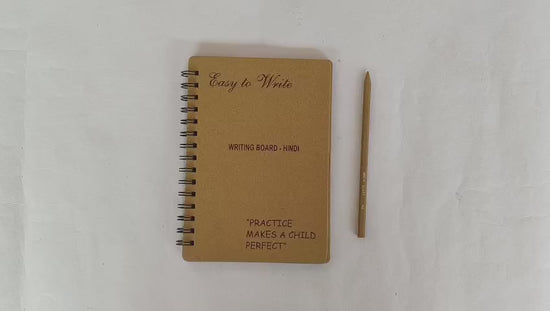 Easy to Write
WRITING BOARD - HINDI
"PRACTICE
MAKES A CHILD
PERFECT"